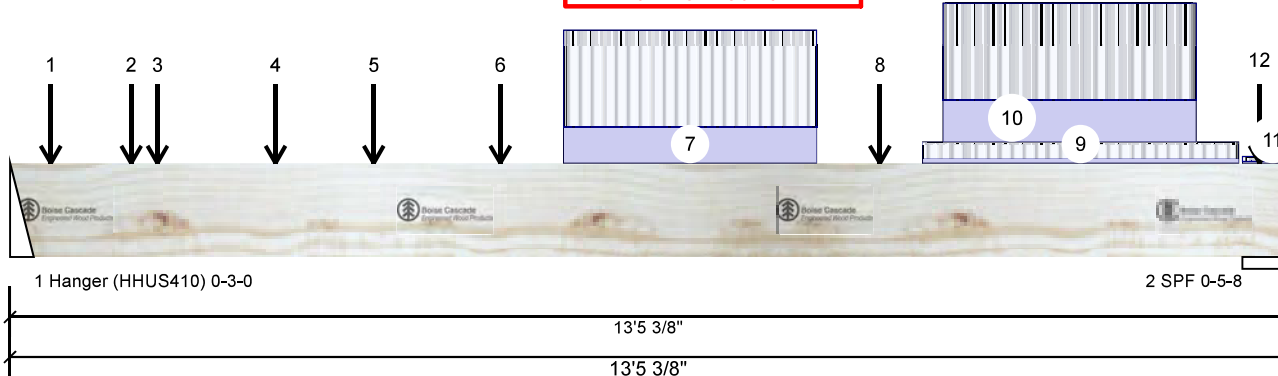 1
2
3
4
5
6
7
8
9
10
11
12
Boise Cascade
Engineered Wood Products
Boise Cascade
Engineered Wood Products
Boise Cascade
Engineered Wood Products
Boise Cascade
1 Hanger (HHUS410) 0-3-0
2 SPF 0-5-8
13'5 3/8"
13'5 3/8"